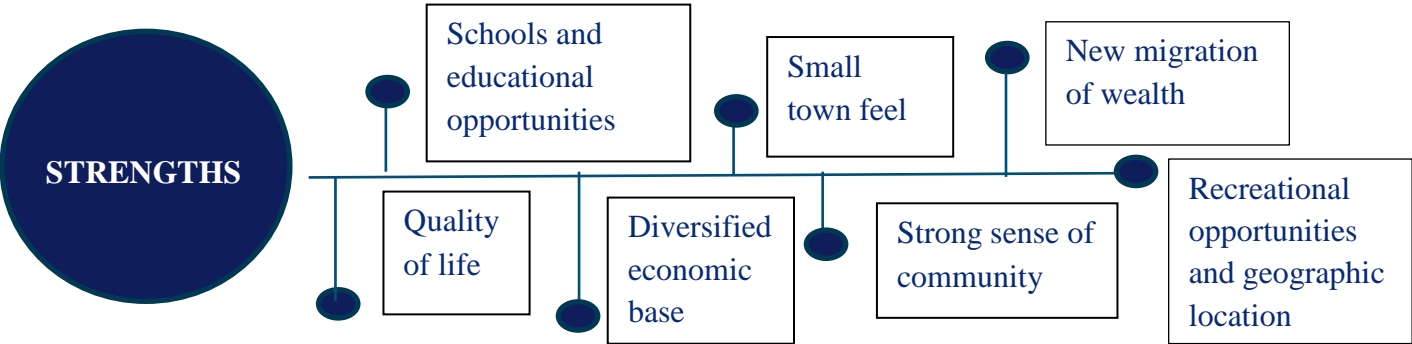 STRENGTHS
Schools and
educational
opportunities
Quality
of life
Diversified
economic
base
Small
town feel
Strong sense of
community
New migration
of wealth
Recreational
opportunities
and geographic
location